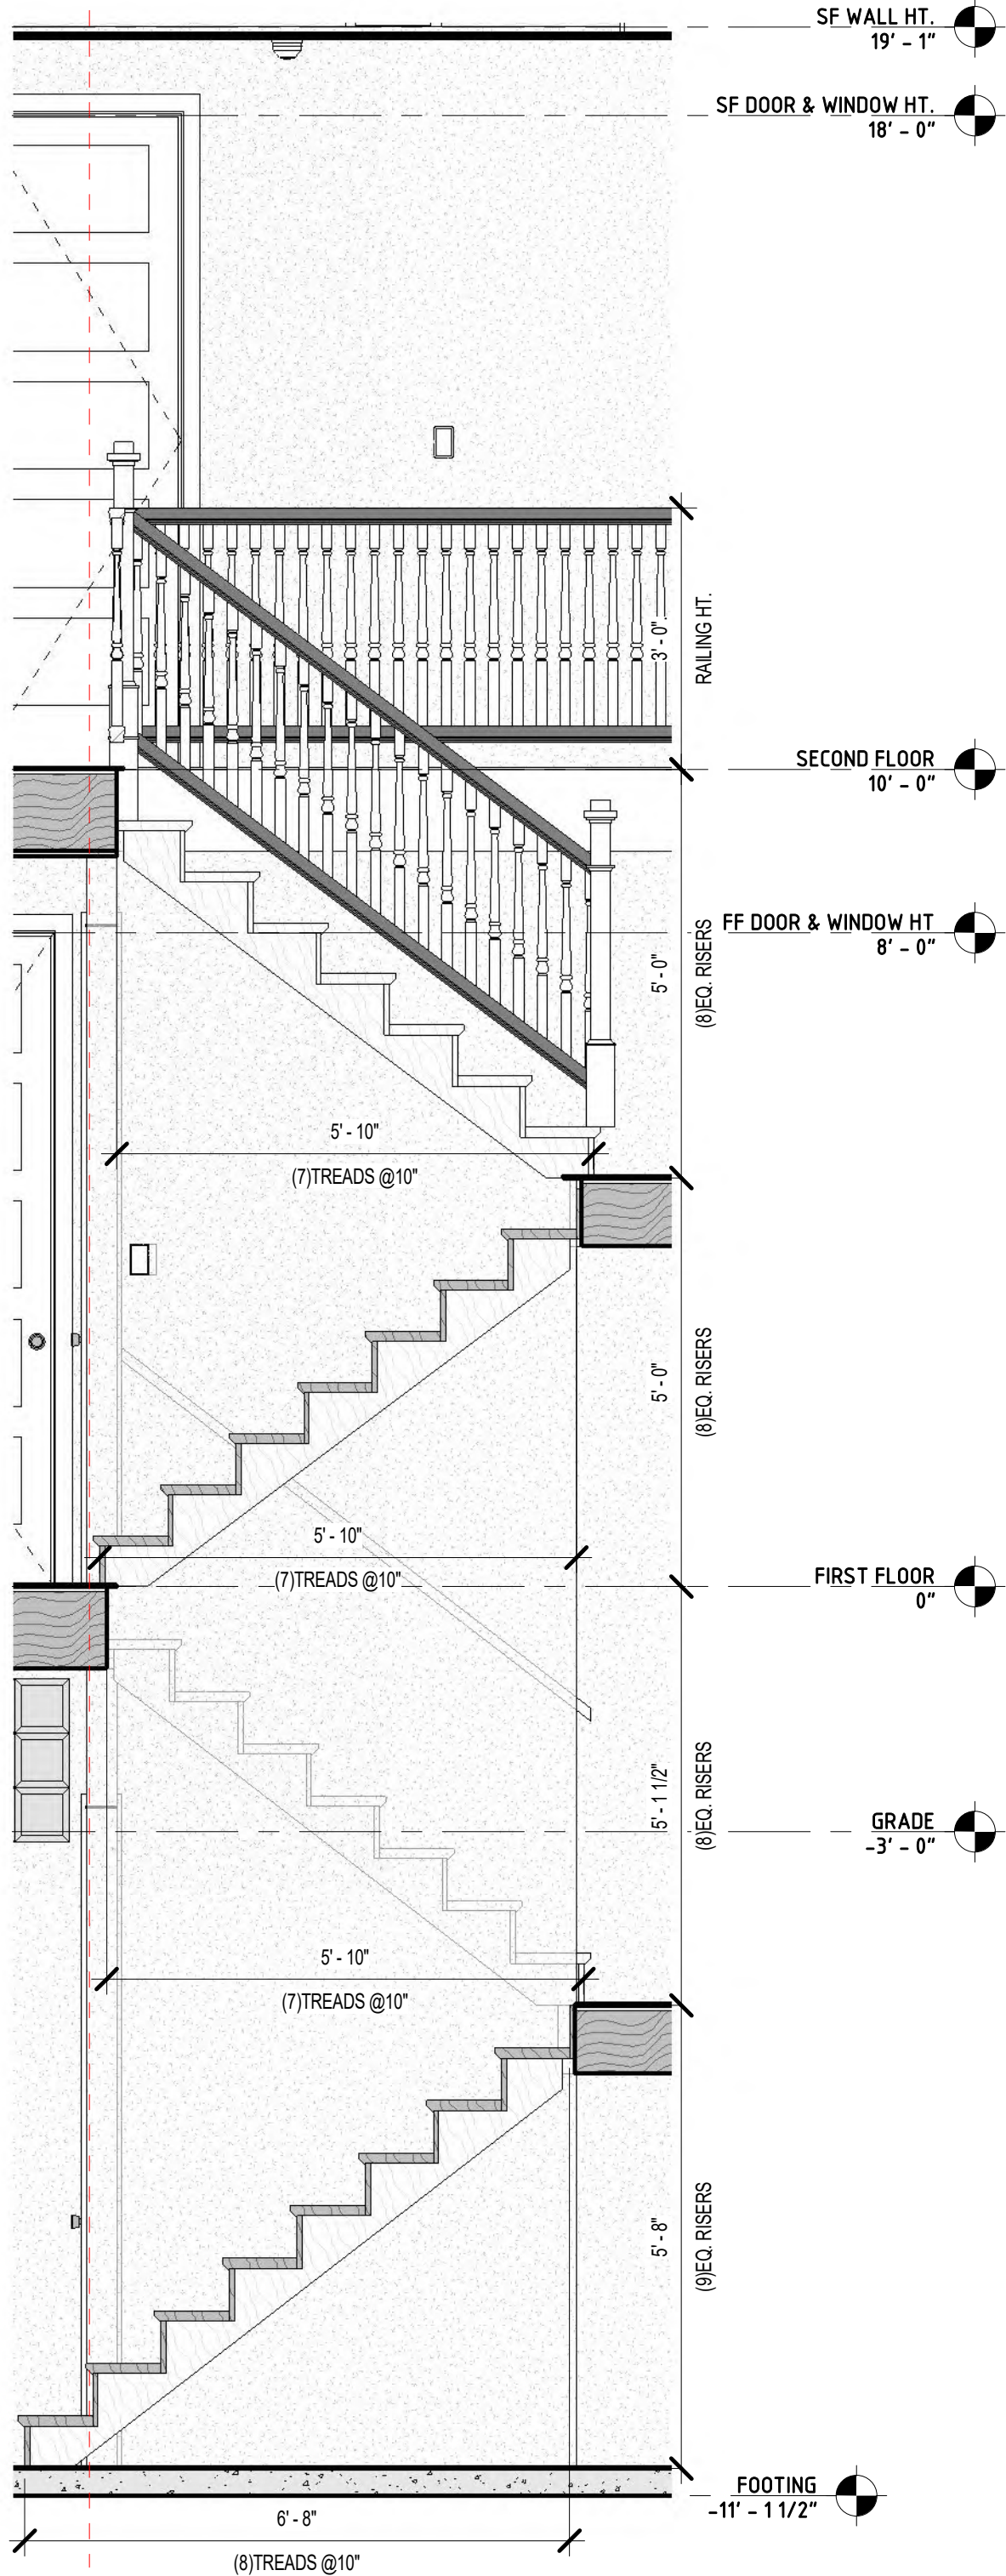 SF WALL HT.
19' - 1"
SF DOOR & WINDOW HT.
18' - 0"
3' - 0"
RAILING HT.
SECOND FLOOR
10' - 0"
FF DOOR & WINDOW HT
8' - 0"
5' - 0"
(8)EQ. RISERS
5' - 10"
(7)TREADS @10"
5' - 0"
(8)EQ. RISERS
5' - 10"
(7)TREADS @10"
FIRST FLOOR
0"
5' - 1 1/2"
(8)EQ. RISERS
GRADE
-3' - 0"
5' - 10"
(7)TREADS @10"
5' - 8"
(9)EQ. RISERS
FOOTING
-11' - 1 1/2"
6' - 8"
(8)TREADS @10"